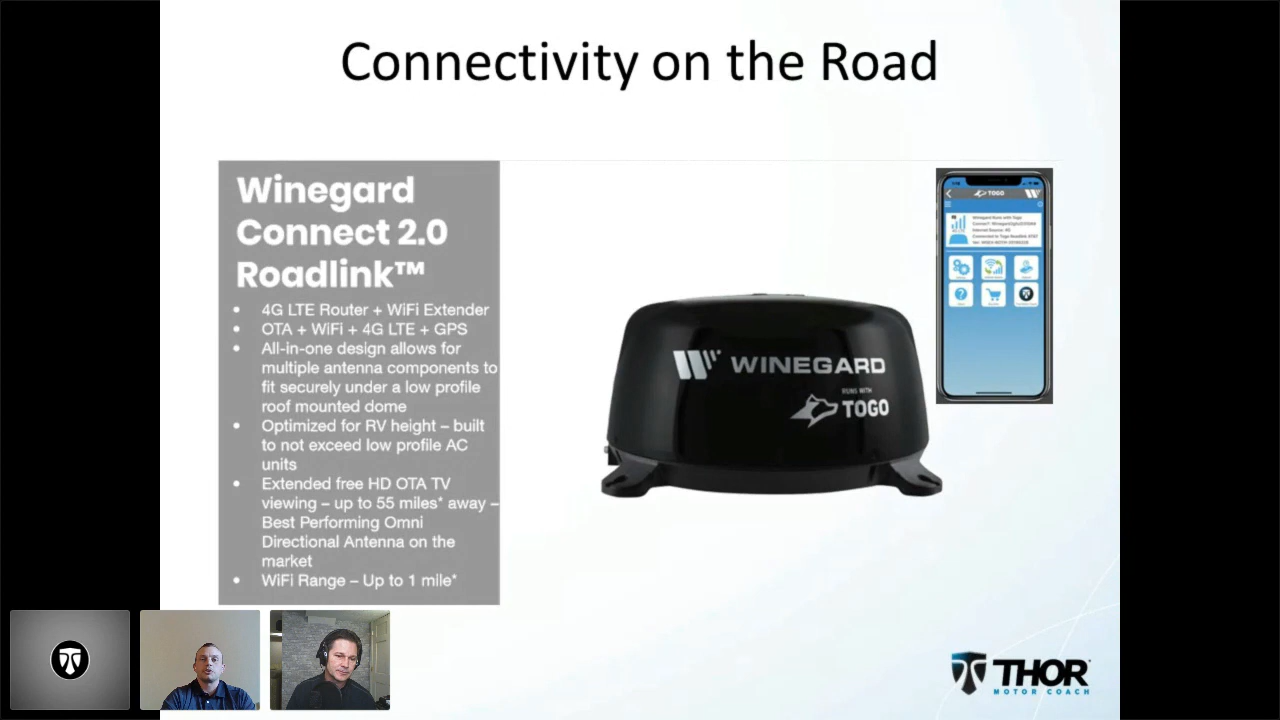 Connectivity on the Road
Winegard
Connect 2.0
Roadlink™
• 4G LTE Router + WiFi Extender
• OTA + WiFi + 4G LTE + GPS
• All-in-one design allows for
multiple antenna components to
fit securely under a low profile
roof mounted dome
• Optimized for RV height – built
to not exceed low profile AC
units
• Extended free HD OTA TV
viewing – up to 55 miles* away –
Best Performing Omni
Directional Antenna on the
market
• WiFi Range – Up to 1 mile*
WINEGARD
RUNS WITH
TOGO
TOGO
THOR
MOTOR COACH